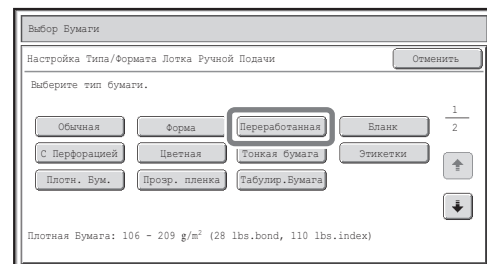 Выбор Бумаги
Настройка Типа/Формата Лотка Ручной Подачи
Отменить
Выберите тип бумаги.
1
2
Обычная Форма Переработанная Бланк
С Перфорацией Цветная Тонкая бумага Этикетки
Плотн. Бум. Прозр. пленка Табулир.Бумага
Плотная Бумага: 106 - 209 g/m² (28 lbs.bond, 110 lbs.index)